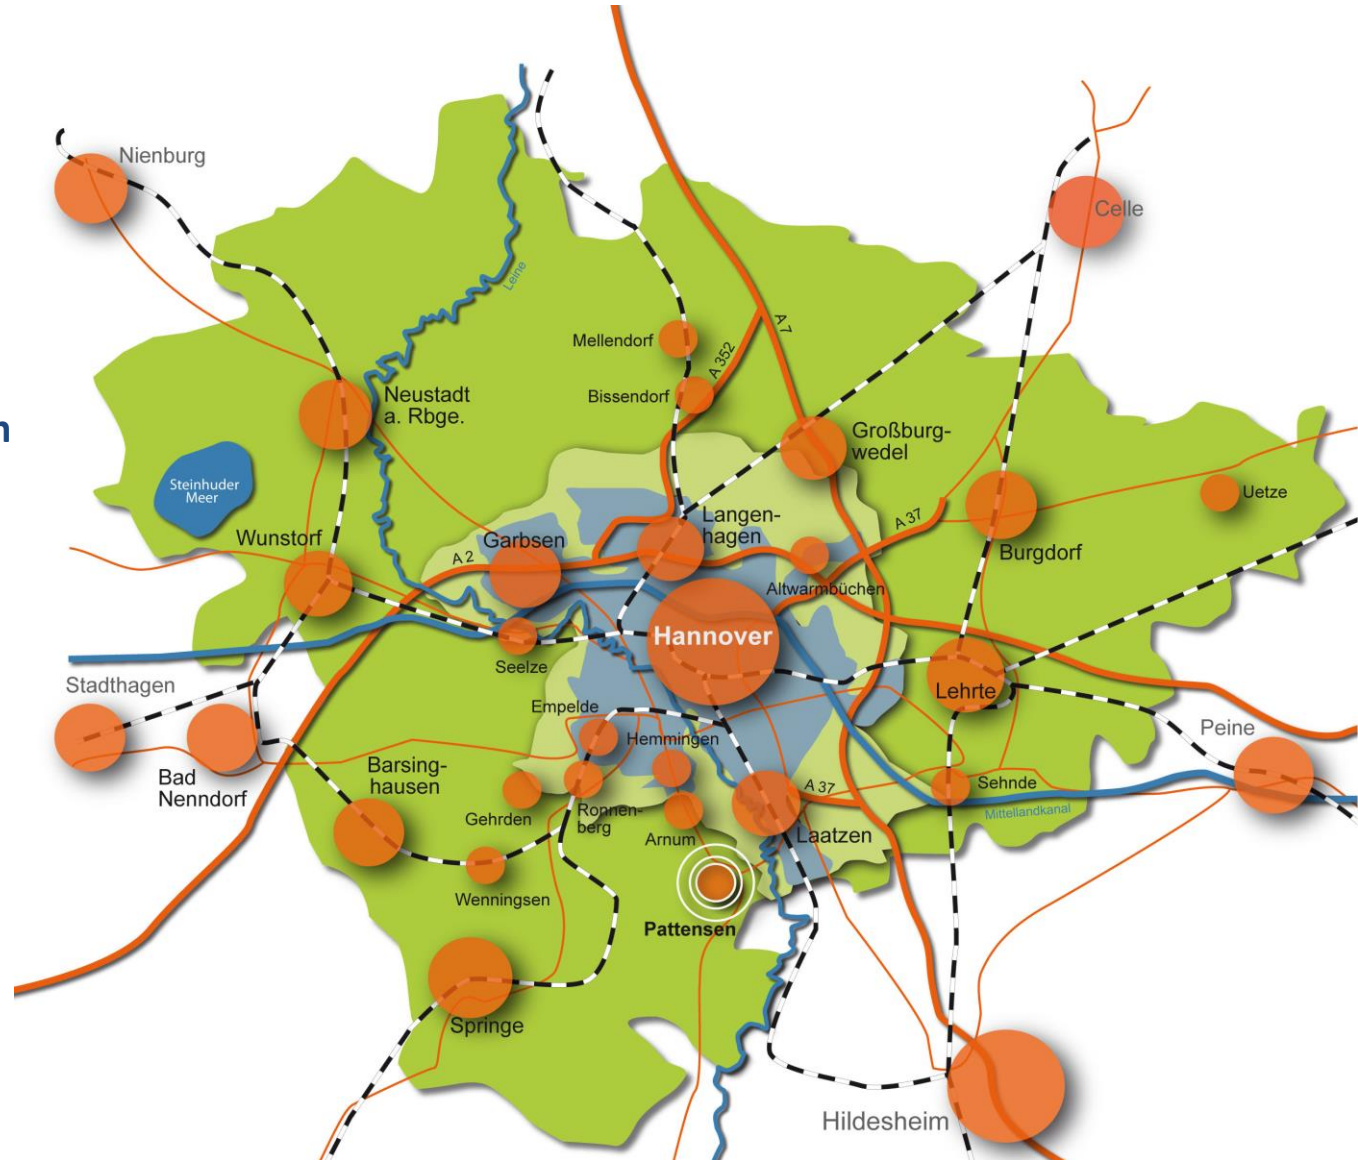 Nienburg
Celle
Leine
A 7
Mellendorf
A 352
Bissendorf
Neustadt
a. Rbge.
n
Großburg-
wedel
Steinhuder
Meer
Uetze
Langen-
hagen
A 37
Wunstorf
Garbsen
Burgdorf
A 2
Altwarmbüchen
Hannover
Seelze
Stadthagen
Lehrte
Empelde
Peine
Hemmingen
Bad
Nenndorf
Barsing-
hausen
Sehnde
A 37
Mittellandkanal
Gehrden
Ronnen-
berg
Arnum
Laatzen
Wenningsen
Pattensen
Springe
Hildesheim